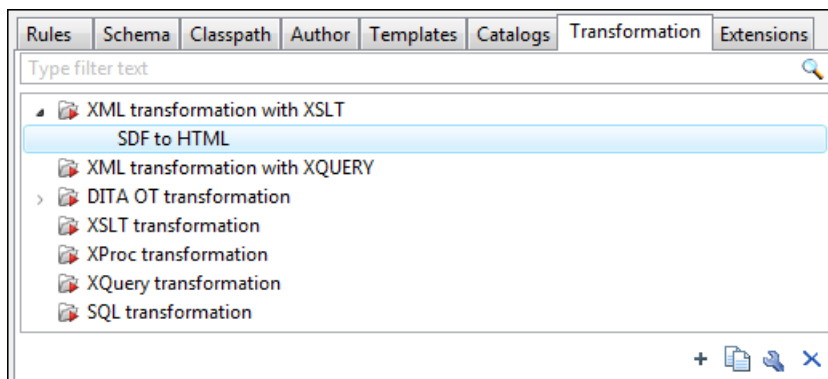 Rules Schema Classpath Author Templates Catalogs Transformation Extensions
Type filter text
XML transformation with XSLT
SDF to HTML
XML transformation with XQUERY
DITA OT transformation
XSLT transformation
XProc transformation
XQuery transformation
SQL transformation